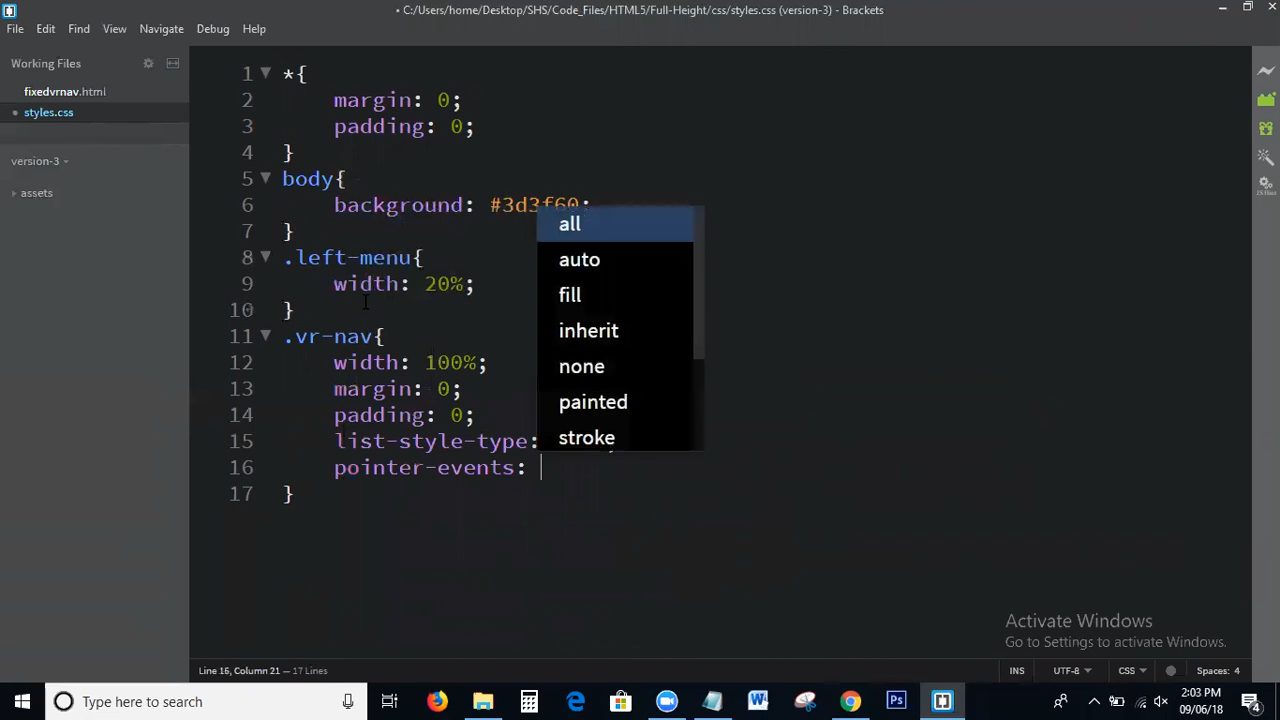 • C:/Users/home/Desktop/SHS/Code_Files/HTML5/Full-Height/css/styles.css (version-3) - Brackets
File Edit Find View Navigate Debug Help
Working Files
fixedvrnav.html
• styles.css
version-3
assets
1 *{
2 margin: 0;
3 padding: 0;
4 }
5 body{
6 background: #3d3f60;
7 }
8 .left-menu{
9 width: 20%;
10 }
11 .vr-nav{
12 width: 100%;
13 margin: 0;
14 padding: 0;
15 list-style-type:
16 pointer-events:
17 }
all
auto
fill
inherit
none
painted
stroke
Activate Windows
Go to Settings to activate Windows.
Line 16, Column 21 — 17 Lines
INS UTF-8 CSS Spaces: 4
Type here to search
2:03 PM
09/06/18
4